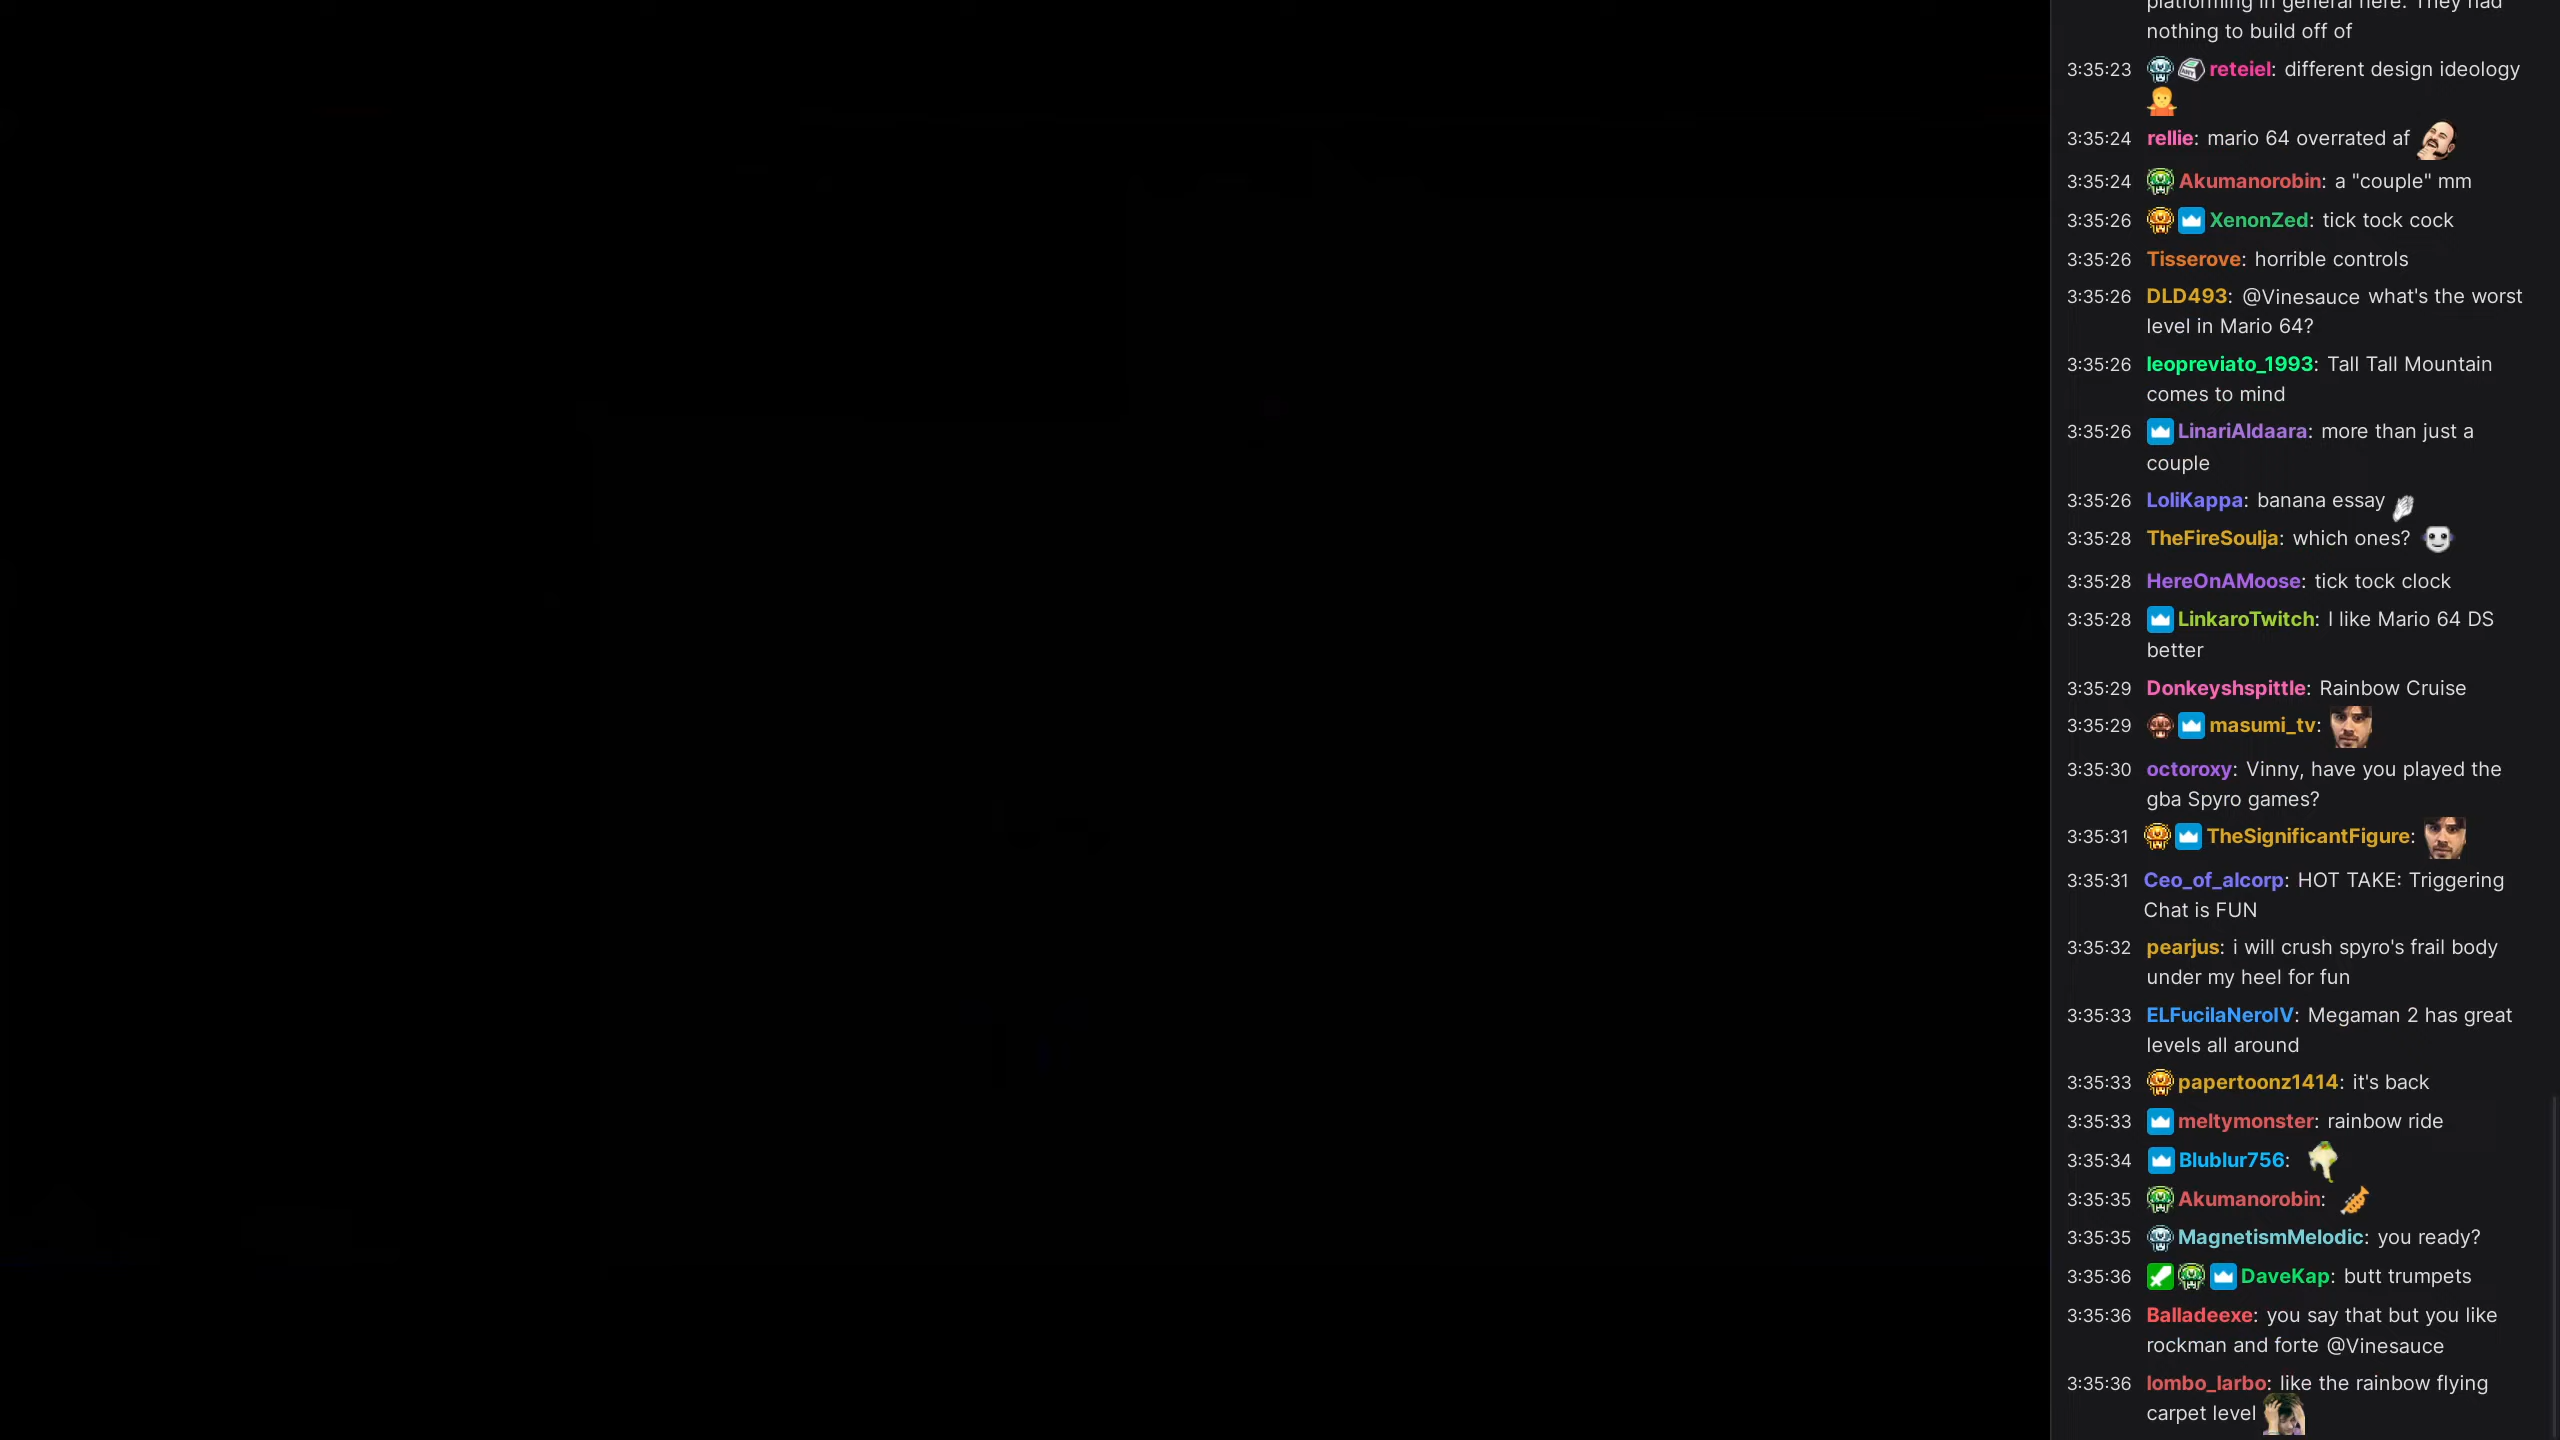 platforming in general here. They had
nothing to build off of
3:35:23 reteiel: different design ideology
3:35:24 rellie: mario 64 overrated af
3:35:24 Akumanorobin: a "couple" mm
3:35:26 XenonZed: tick tock cock
3:35:26 Tisserove: horrible controls
3:35:26 DLD493: @Vinesauce what's the worst
level in Mario 64?
3:35:26 leopreviato_1993: Tall Tall Mountain
comes to mind
3:35:26 LinariAldaara: more than just a
couple
3:35:26 LoliKappa: banana essay
3:35:28 TheFireSoulja: which ones?
3:35:28 HereOnAMoose: tick tock clock
3:35:28 LinkaroTwitch: I like Mario 64 DS
better
3:35:29 Donkeyshspittle: Rainbow Cruise
3:35:29 masumi_tv:
3:35:30 octoroxy: Vinny, have you played the
gba Spyro games?
3:35:31 TheSignificantFigure:
3:35:31 Ceo_of_alcorp: HOT TAKE: Triggering
Chat is FUN
3:35:32 pearjus: i will crush spyro's frail body
under my heel for fun
3:35:33 ELFucilaNeroIV: Megaman 2 has great
levels all around
3:35:33 papertoonz1414: it's back
3:35:33 meltymonster: rainbow ride
3:35:34 Blublur756:
3:35:35 Akumanorobin:
3:35:35 MagnetismMelodic: you ready?
3:35:36 DaveKap: butt trumpets
3:35:36 Balladeexe: you say that but you like
rockman and forte @Vinesauce
3:35:36 lombo_larbo: like the rainbow flying
carpet level